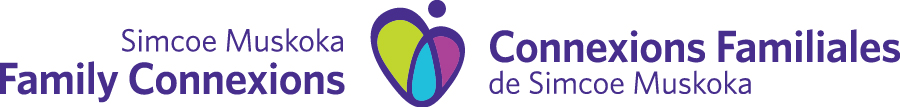 Simcoe Muskoka
Family Connexions
Connexions Familiales
de Simcoe Muskoka